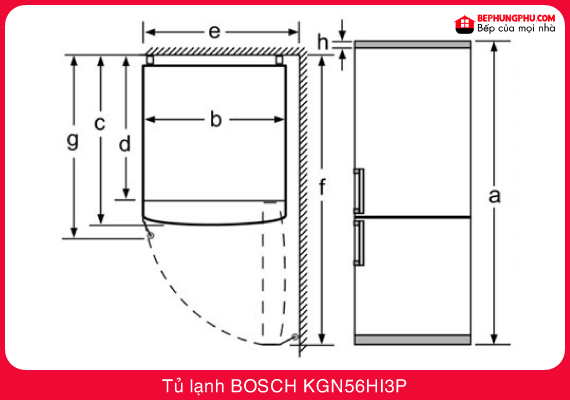 BEPHUNGPHU.COM
Bếp của mọi nhà
e
h
b
c
d
g
f
a
Tủ lạnh BOSCH KGN56HI3P